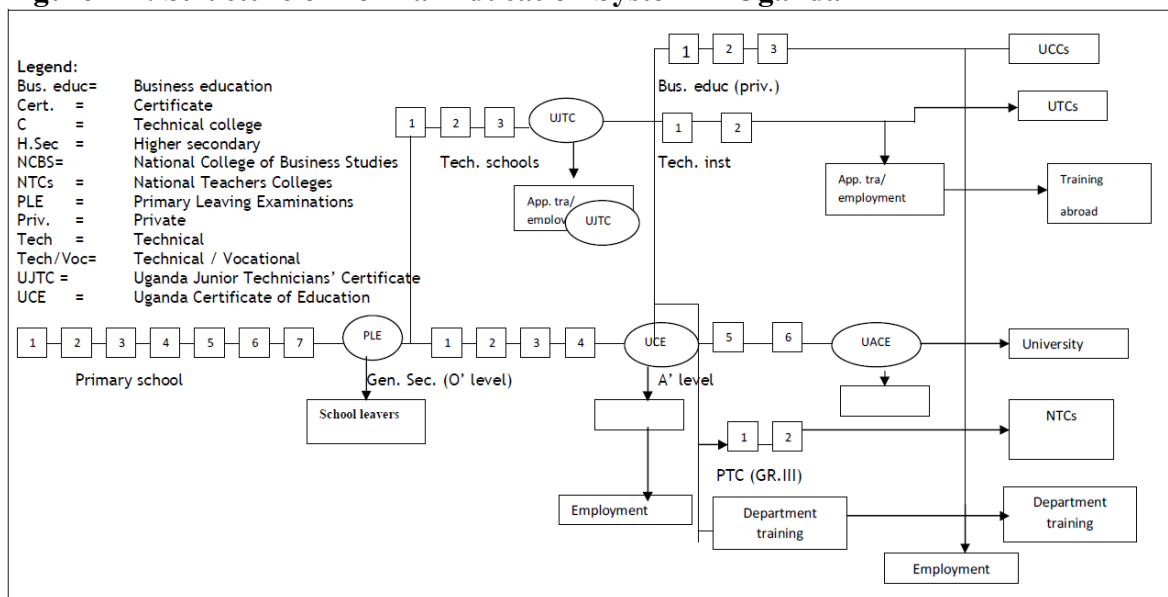 Legend:
Bus. educ= Business education
Cert. = Certificate
C = Technical college
H.Sec = Higher secondary
NCBS= National College of Business Studies
NTCs = National Teachers Colleges
PLE = Primary Leaving Examinations
Priv. = Private
Tech = Technical
Tech/Voc= Technical / Vocational
UJTC = Uganda Junior Technicians' Certificate
UCE = Uganda Certificate of Education
1 2 3 UCCs
Bus. educ (priv.)
UTCs
1 2 3 UJTC 1 2
Tech. schools Tech. inst
App. tra/
UJTC
App. tra/
employment
Training
abroad
1 2 3 4 5 6 7 PLE 1 2 3 4 UCE 5 6 UACE University
Primary school Gen. Sec. (O' level) A' level
School leavers
1 2 NTCs
PTC (GR.III)
Employment
Department
training
Department
training
Employment